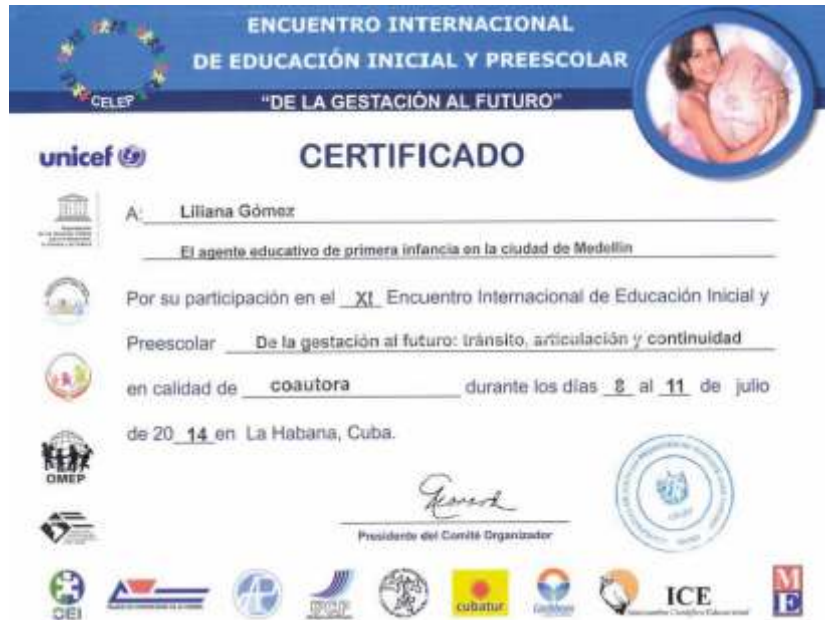 ENCUENTRO INTERNACIONAL
DE EDUCACIÓN INICIAL Y PREESCOLAR
CELEP
"DE LA GESTACIÓN AL FUTURO"
unicef
CERTIFICADO
A: Liliana Gómez
El agente educativo de primera infancia en la ciudad de Medellín
Por su participación en el XI Encuentro Internacional de Educación Inicial y
Preescolar De la gestación al futuro: tránsito, articulación y continuidad
en calidad de coautora durante los días 8 al 11 de julio
de 20 14 en La Habana, Cuba.
OMEP
Presidente del Comité Organizador
OEI
cubatur
ICE
M
E